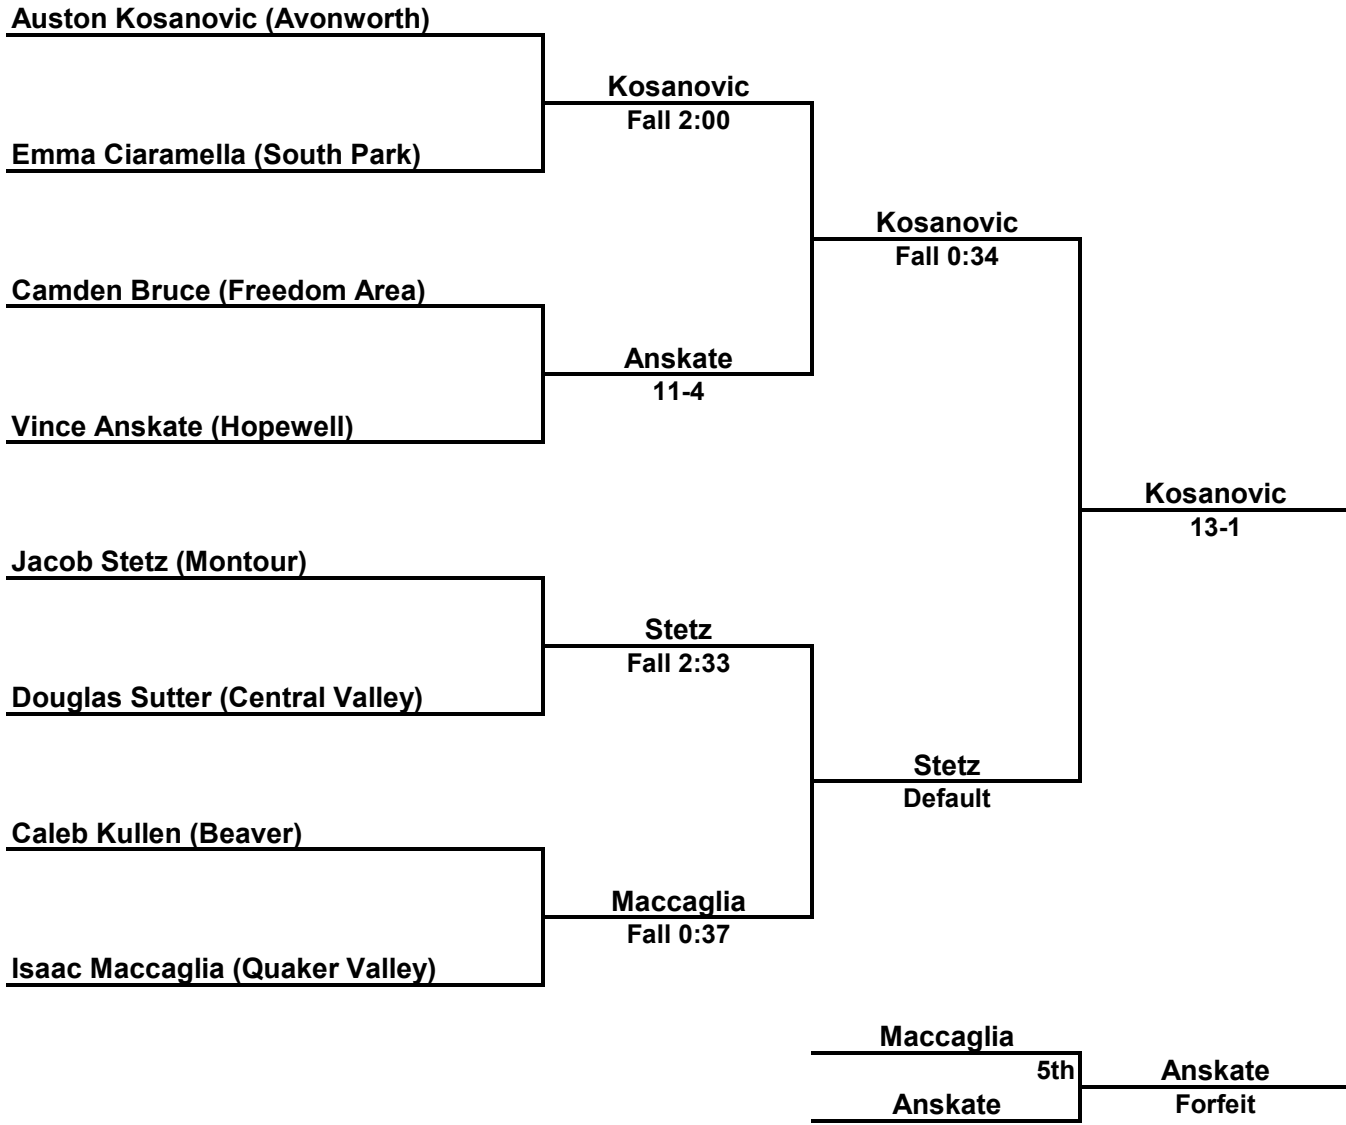 Auston Kosanovic (Avonworth)
Kosanovic
Fall 2:00
Emma Ciaramella (South Park)
Kosanovic
Fall 0:34
Camden Bruce (Freedom Area)
Anskate
11-4
Vince Anskate (Hopewell)
Kosanovic
13-1
Jacob Stetz (Montour)
Stetz
Fall 2:33
Douglas Sutter (Central Valley)
Stetz
Default
Caleb Kullen (Beaver)
Maccaglia
Fall 0:37
Isaac Maccaglia (Quaker Valley)
Maccaglia
5th
Anskate
Anskate
Forfeit